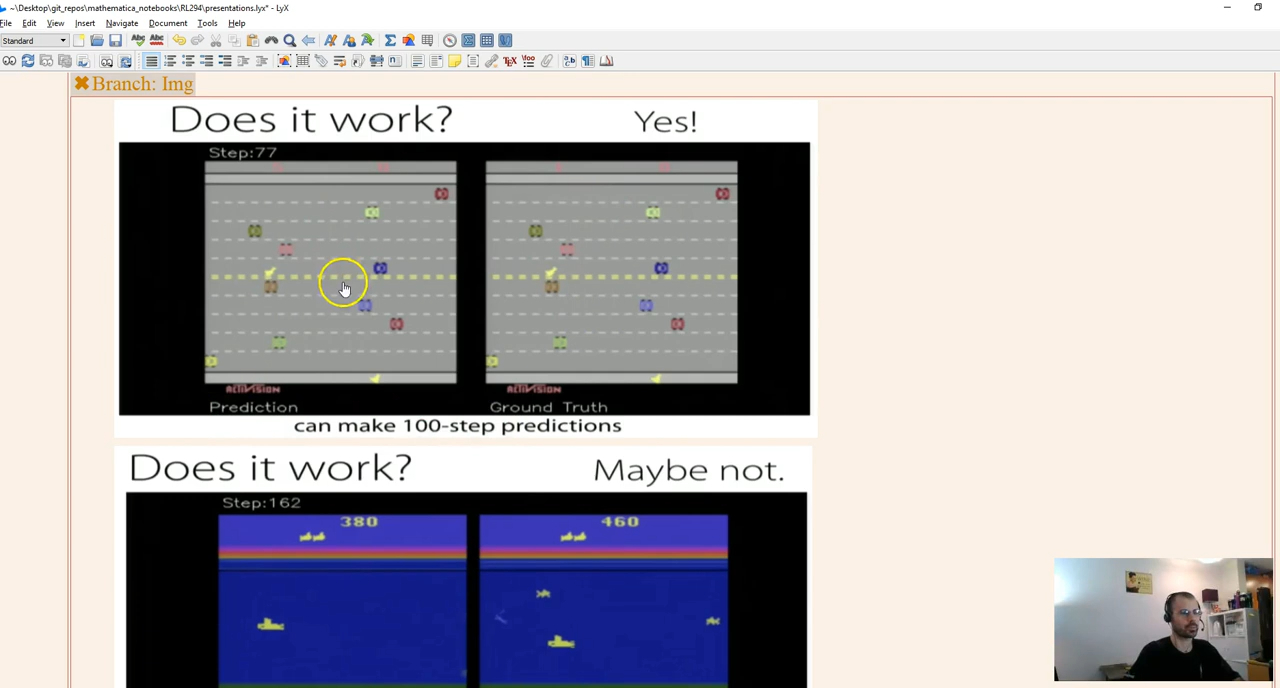 ~\Desktop\git_repos\mathematica_notebooks\RL294\presentations.lyx* - LyX
File Edit View Insert Navigate Document Tools Help
Standard
Branch: Img
Does it work? Yes!
Step:77
ACTIVISION ACTIVISION
Prediction Ground Truth
can make 100-step predictions
Does it work? Maybe not.
Step:162
380 460